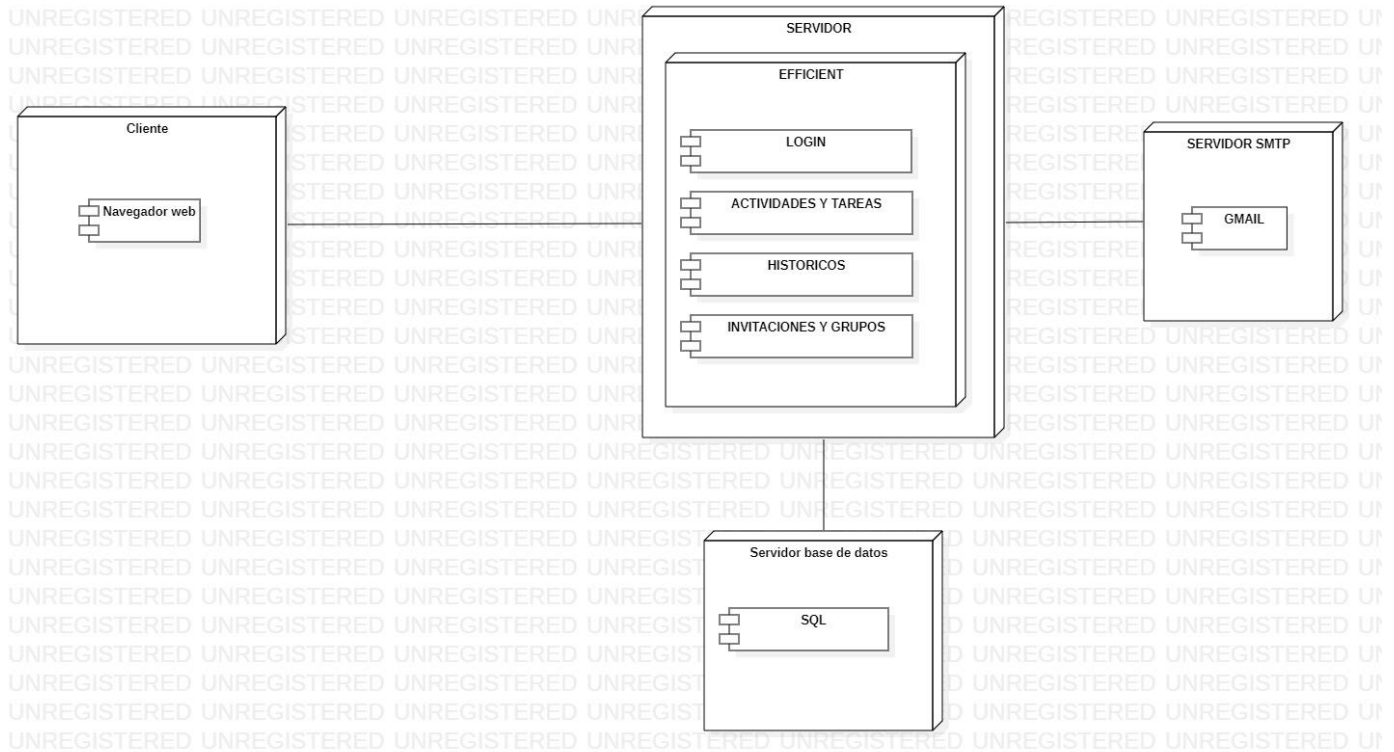 SERVIDOR
EFFICIENT
LOGIN
ACTIVIDADES Y TAREAS
HISTORICOS
INVITACIONES Y GRUPOS
Cliente
Navegador web
SERVIDOR SMTP
GMAIL
Servidor base de datos
SQL
UNREGISTERED